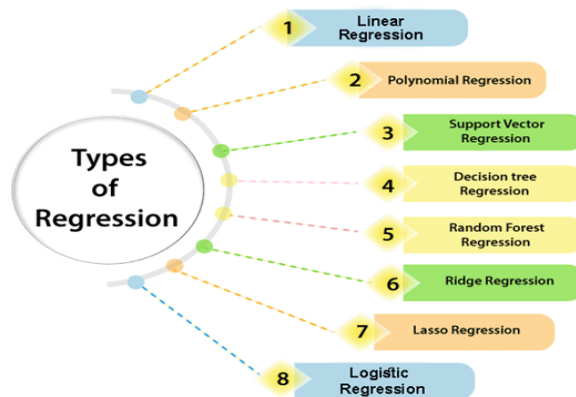 Types
of
Regression
1
Linear
Regression
2
Polynomial Regression
3
Support Vector
Regression
4
Decision tree
Regression
5
Random Forest
Regression
6
Ridge Regression
7
Lasso Regression
8
Logistic
Regression